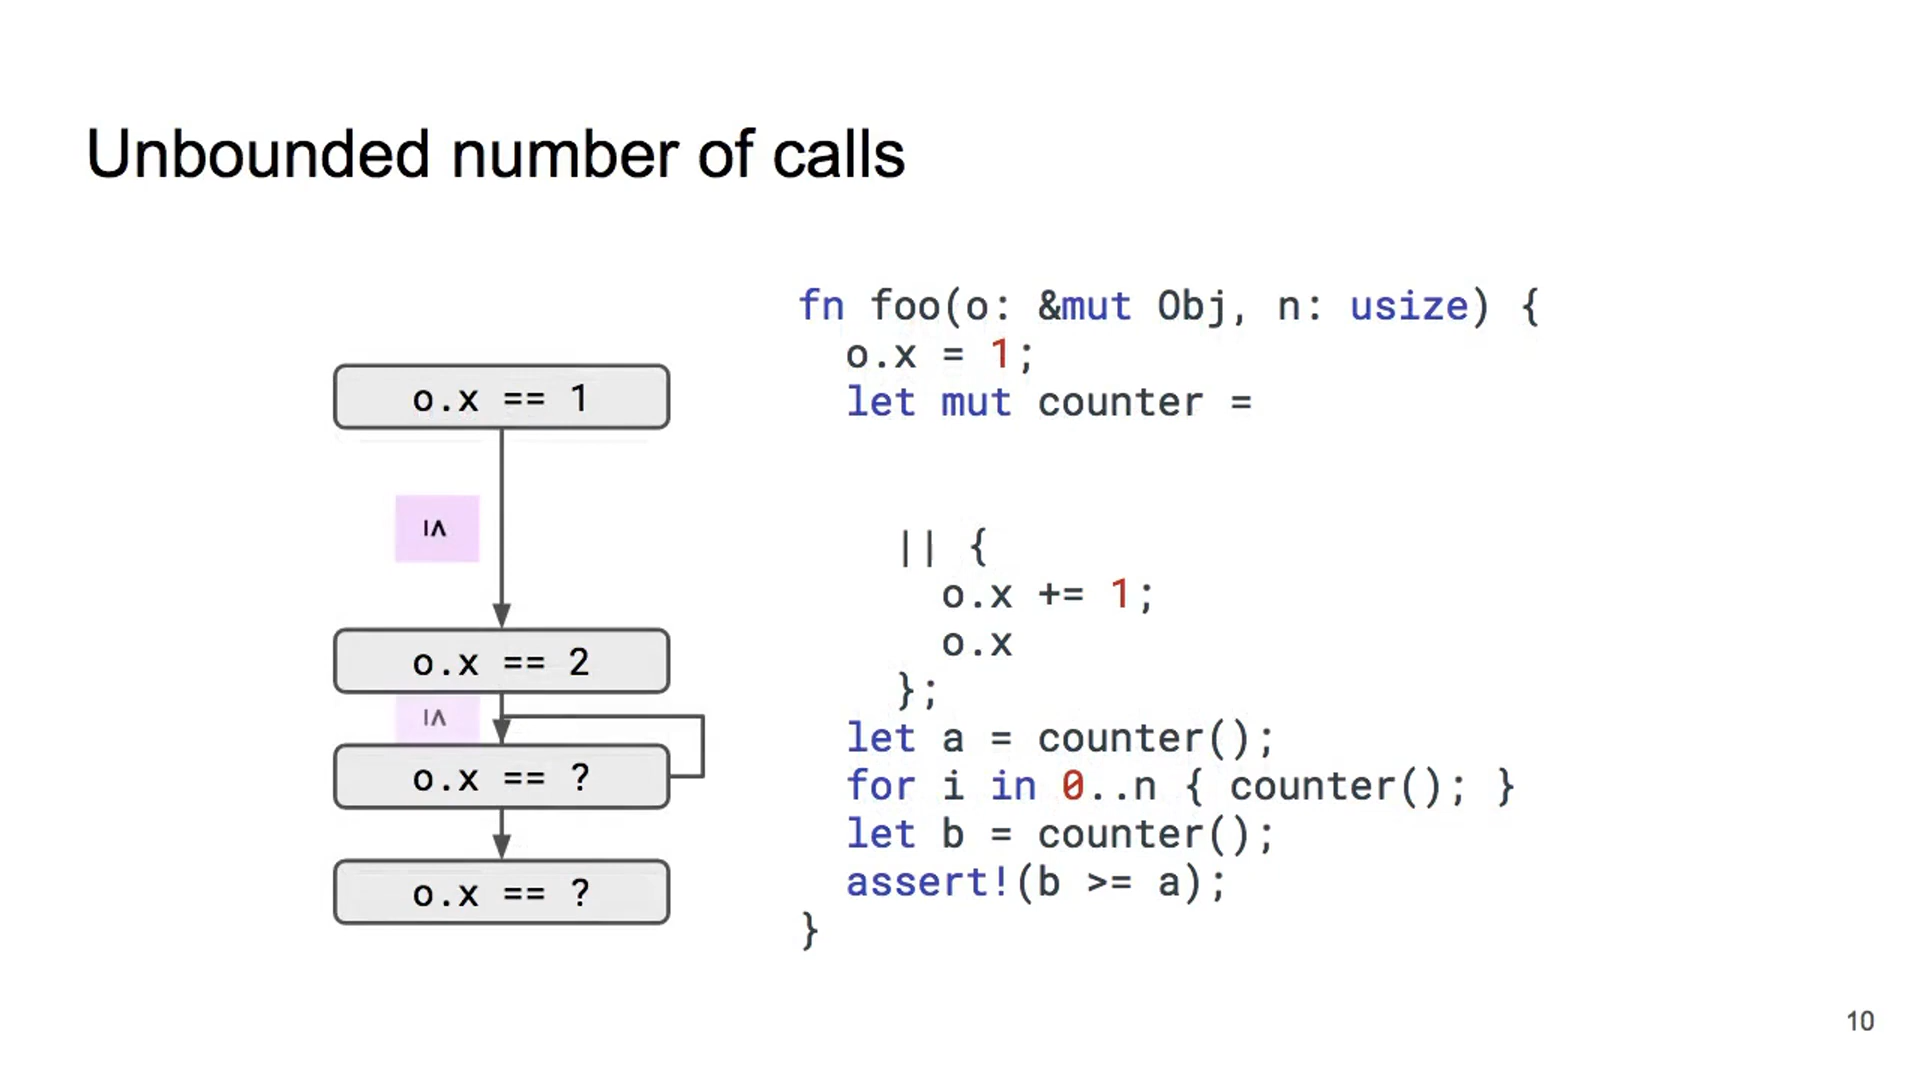 Unbounded number of calls
o.x == 1
o.x == 2
o.x == ?
o.x == ?
fn foo(o: &mut Obj, n: usize) {
o.x = 1;
let mut counter =
|| {
o.x += 1;
o.x
};
let a = counter();
for i in 0..n { counter(); }
let b = counter();
assert!(b >= a);
}
10